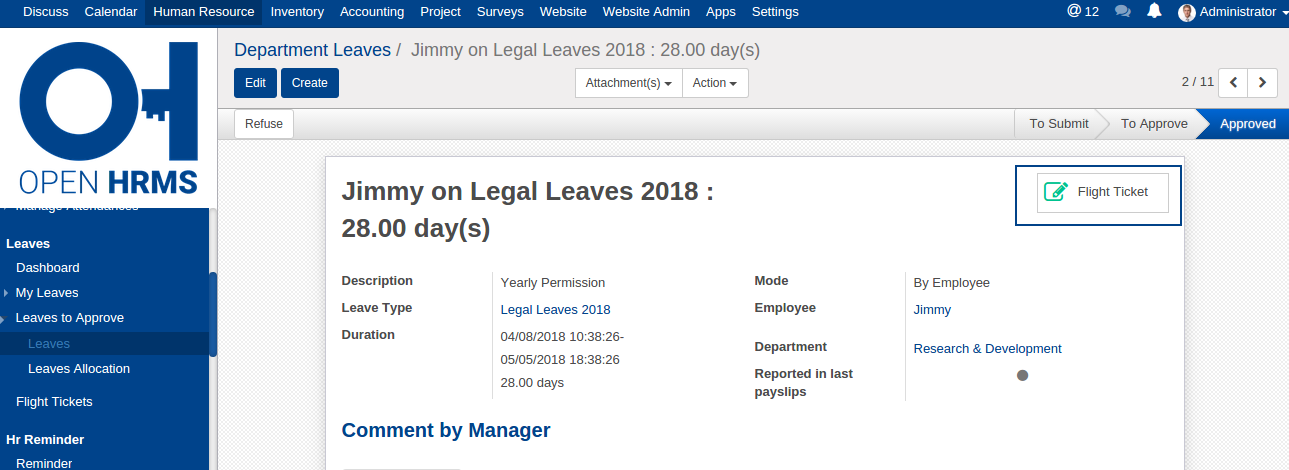 Discuss Calendar Human Resource Inventory Accounting Project Surveys Website Website Admin Apps Settings @ 12 Administrator
OPEN HRMS
Manage Attendances
Leaves
Dashboard
My Leaves
Leaves to Approve
Leaves
Leaves Allocation
Flight Tickets
Hr Reminder
Reminder
Department Leaves / Jimmy on Legal Leaves 2018 : 28.00 day(s)
Edit Create Attachment(s) Action 2 / 11
Refuse To Submit To Approve Approved
Flight Ticket
Jimmy on Legal Leaves 2018 :
28.00 day(s)
Description Yearly Permission
Leave Type Legal Leaves 2018
Duration 04/08/2018 10:38:26-
05/05/2018 18:38:26
28.00 days
Mode By Employee
Employee Jimmy
Department Research & Development
Reported in last
payslips
Comment by Manager